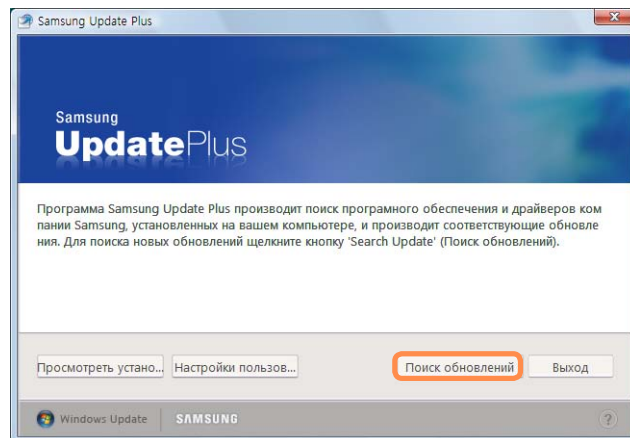 Samsung Update Plus
Samsung
UpdatePlus
Программа Samsung Update Plus производит поиск програмного обеспечения и драйверов ком
пании Samsung, установленных на вашем компьютере, и производит соответствующие обновле
ния. Для поиска новых обновлений щелкните кнопку 'Search Update' (Поиск обновлений).
Просмотреть устано... Настройки пользов... Поиск обновлений Выход
Windows Update SAMSUNG ?